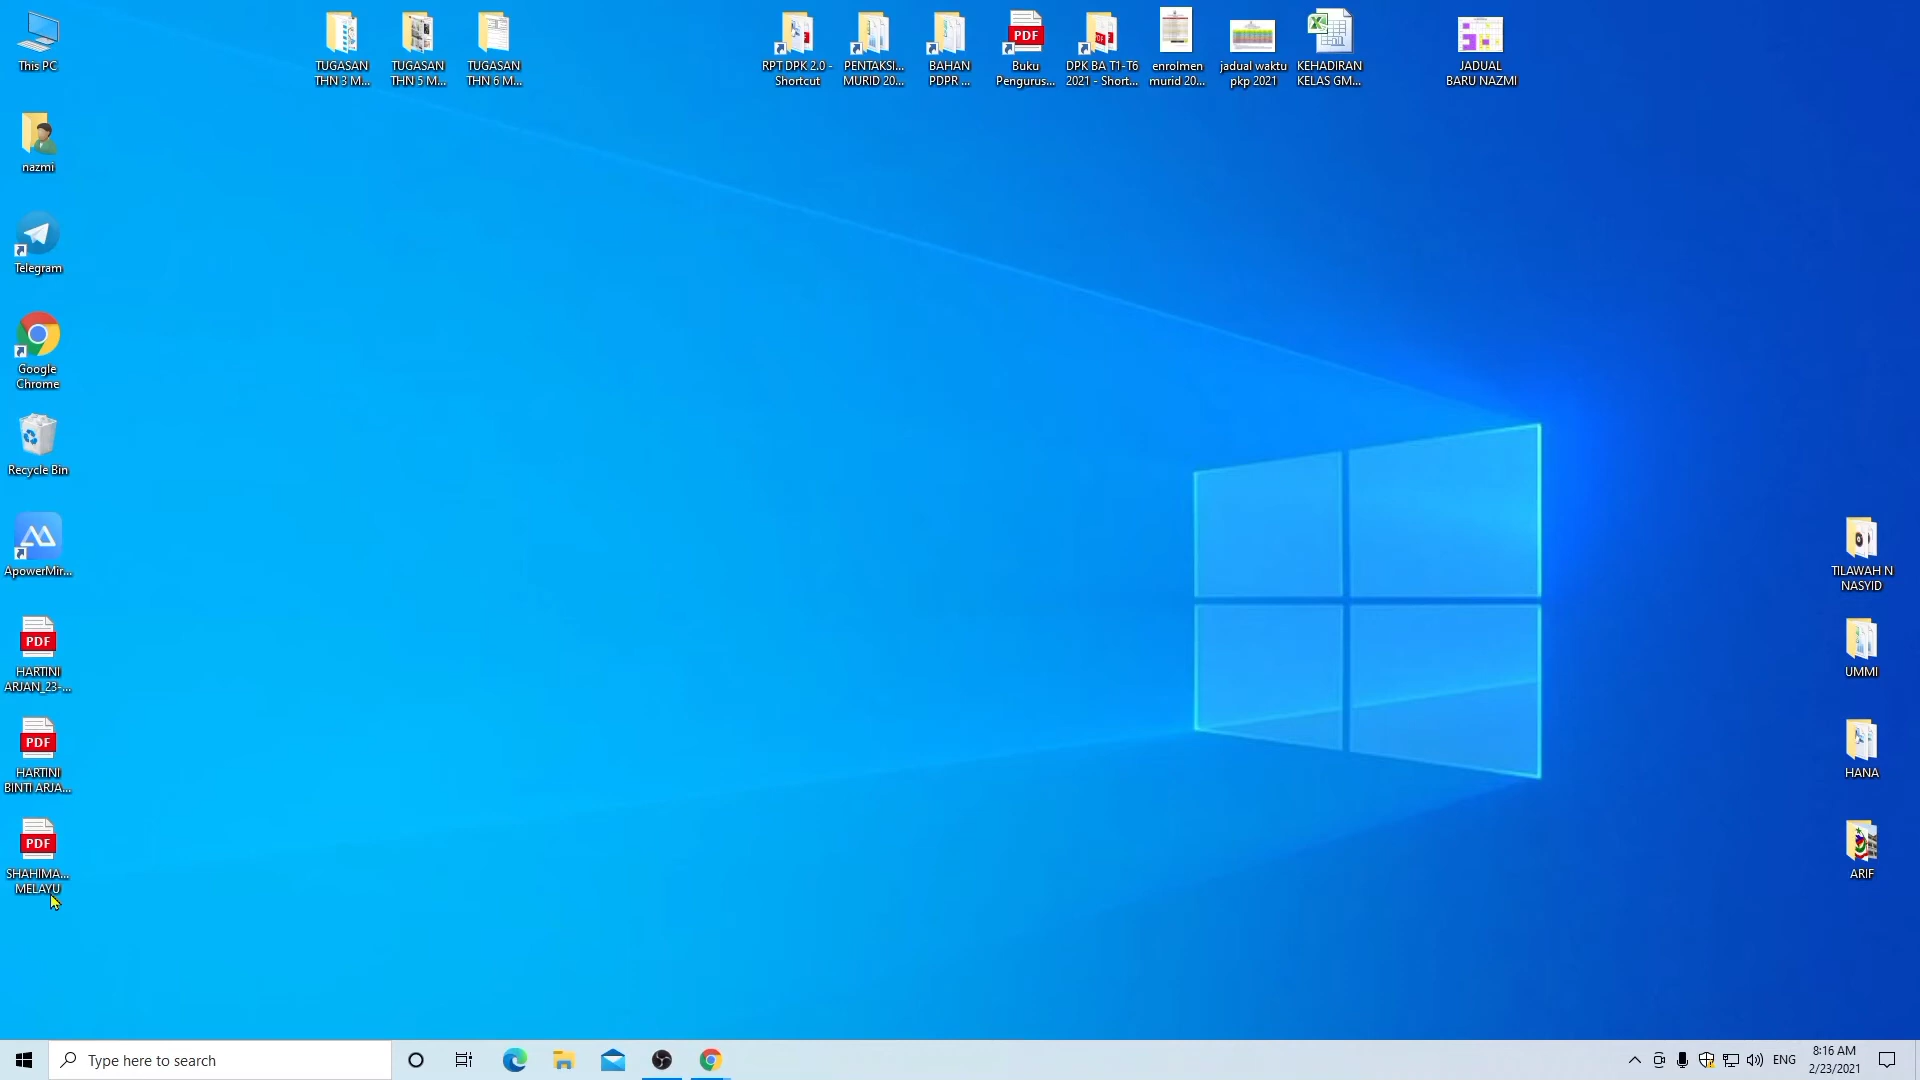 This PC
TUGASAN
THN 3 M...
TUGASAN
THN 5 M...
TUGASAN
THN 6 M...
RPT DPK 2.0 -
Shortcut
PENTAKSI...
MURID 20...
BAHAN
PDPR ...
PDF
Buku
Pengurus...
DPK BA T1-T6
2021 - Short...
enrolmen
murid 20...
jadual waktu
pkp 2021
KEHADIRAN
KELAS GM...
JADUAL
BARU NAZMI
nazmi
Telegram
Google
Chrome
Recycle Bin
ApowerMir...
PDF
HARTINI
ARJAN_23-...
PDF
HARTINI
BINTI ARJA...
PDF
SHAHIMA...
MELAYU
TILAWAH N
NASYID
UMMI
HANA
ARIF
Type here to search
ENG
8:16 AM
2/23/2021